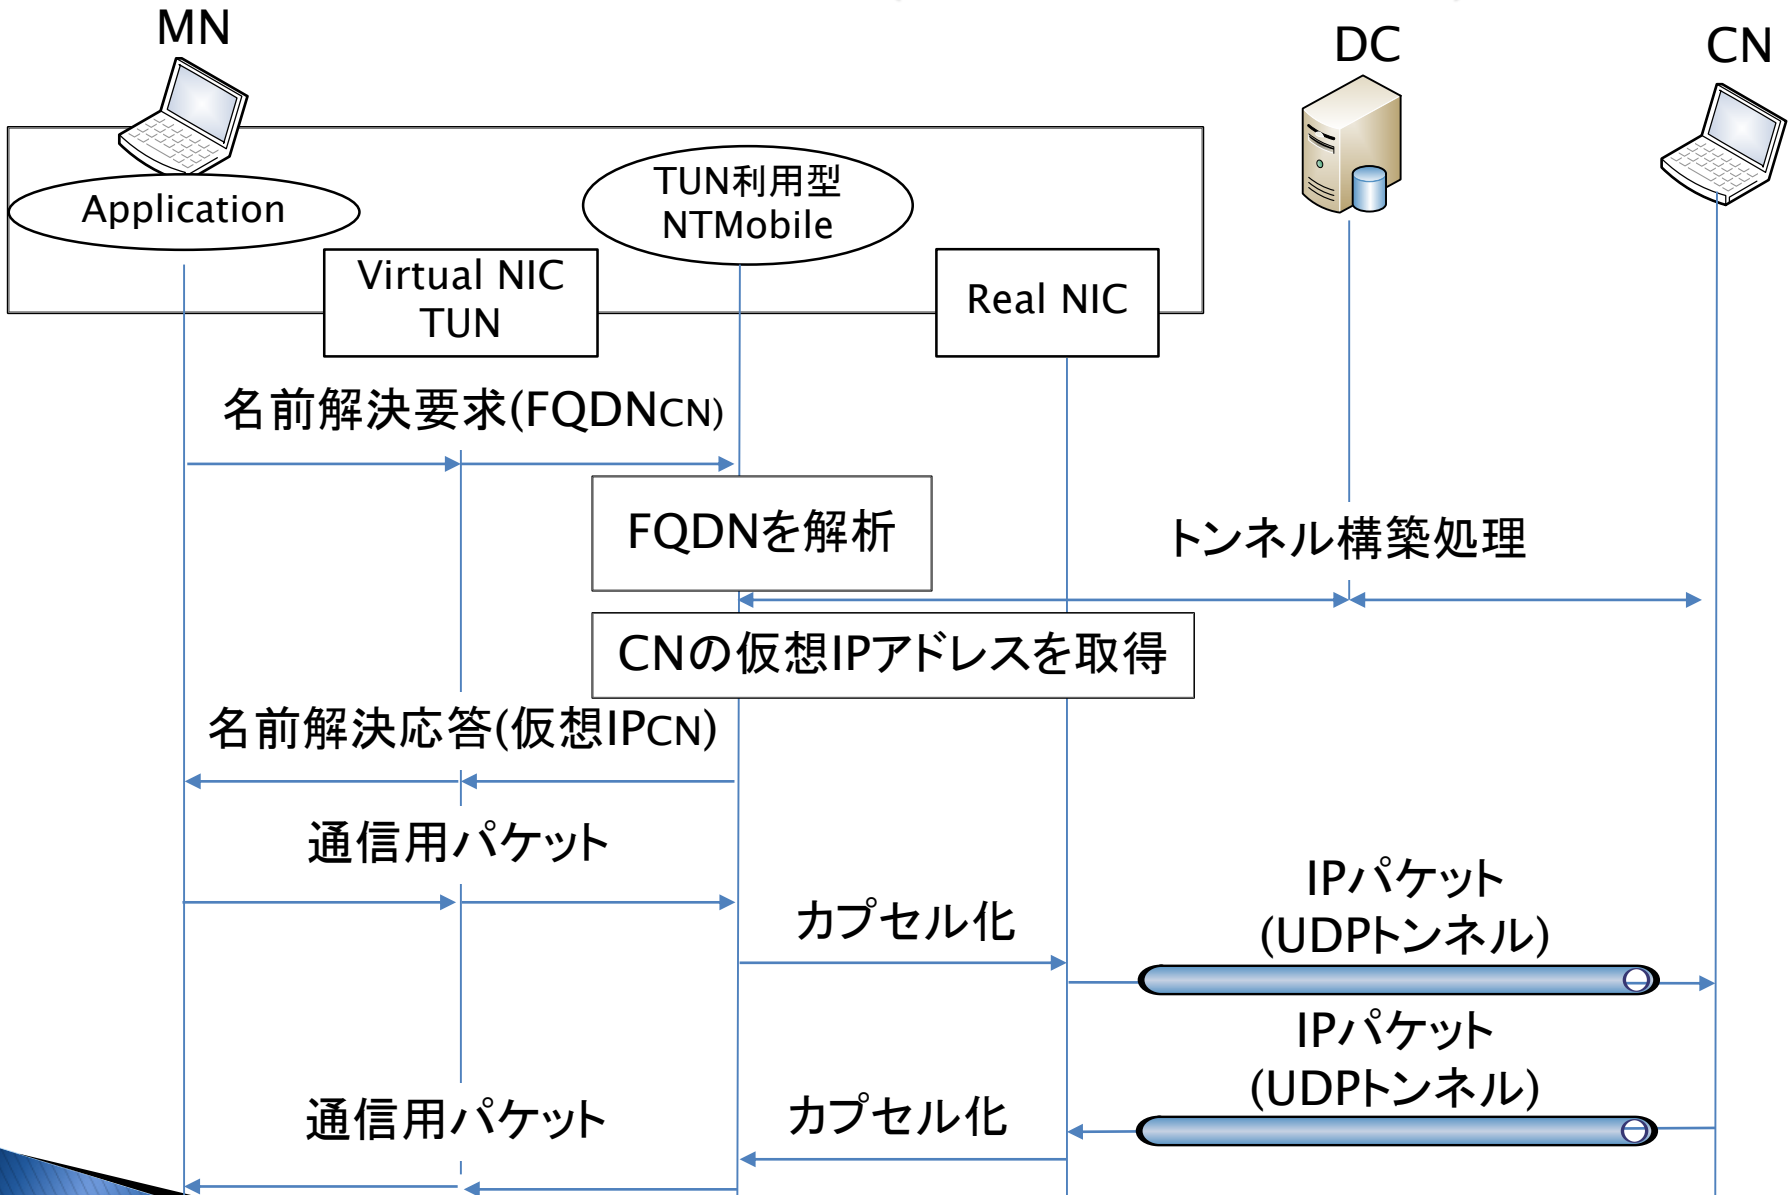 MN
DC
CN
Application
TUN利用型
NTMobile
Virtual NIC
TUN
Real NIC
名前解決要求(FQDNCN)
FQDNを解析
トンネル構築処理
CNの仮想IPアドレスを取得
名前解決応答(仮想IPCN)
通信用パケット
カプセル化
IPパケット
(UDPトンネル)
IPパケット
(UDPトンネル)
カプセル化
通信用パケット